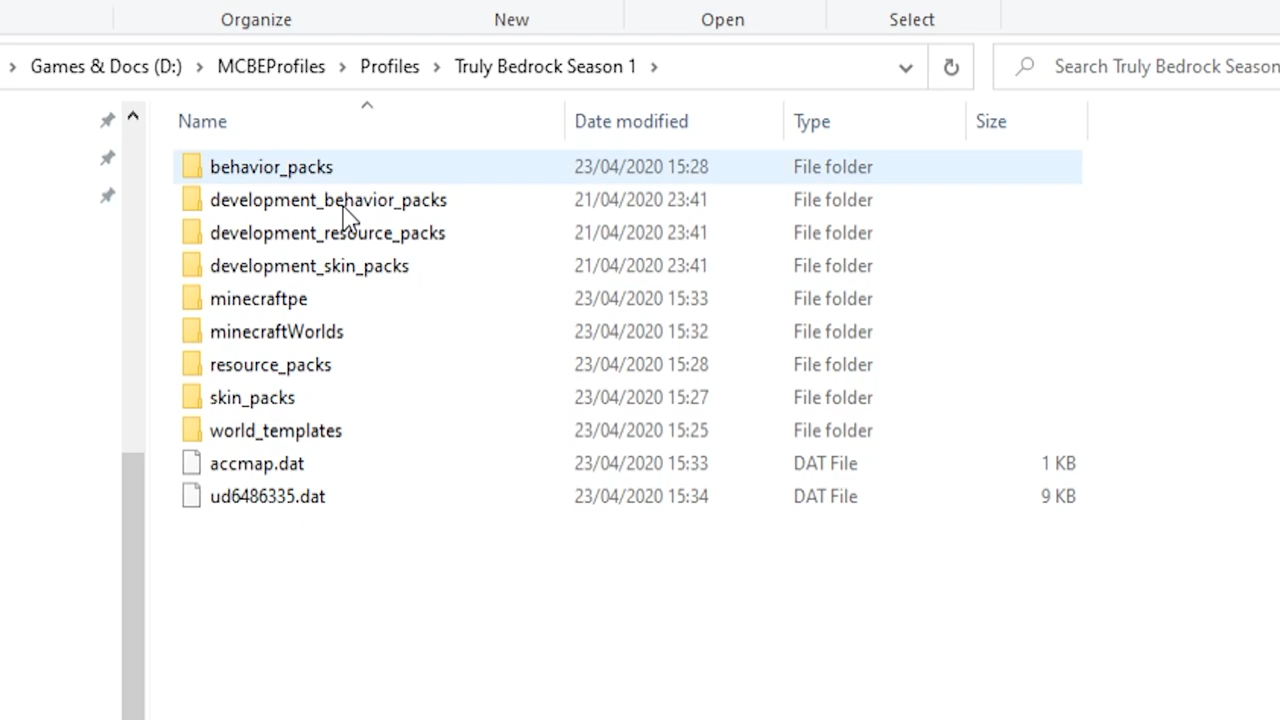 Organize New Open Select
Games & Docs (D:) MCBEProfiles Profiles Truly Bedrock Season 1 Search Truly Bedrock Season
Name Date modified Type Size
behavior_packs 23/04/2020 15:28 File folder
development_behavior_packs 21/04/2020 23:41 File folder
development_resource_packs 21/04/2020 23:41 File folder
development_skin_packs 21/04/2020 23:41 File folder
minecraftpe 23/04/2020 15:33 File folder
minecraftWorlds 23/04/2020 15:32 File folder
resource_packs 23/04/2020 15:28 File folder
skin_packs 23/04/2020 15:27 File folder
world_templates 23/04/2020 15:25 File folder
accmap.dat 23/04/2020 15:33 DAT File 1 KB
ud6486335.dat 23/04/2020 15:34 DAT File 9 KB